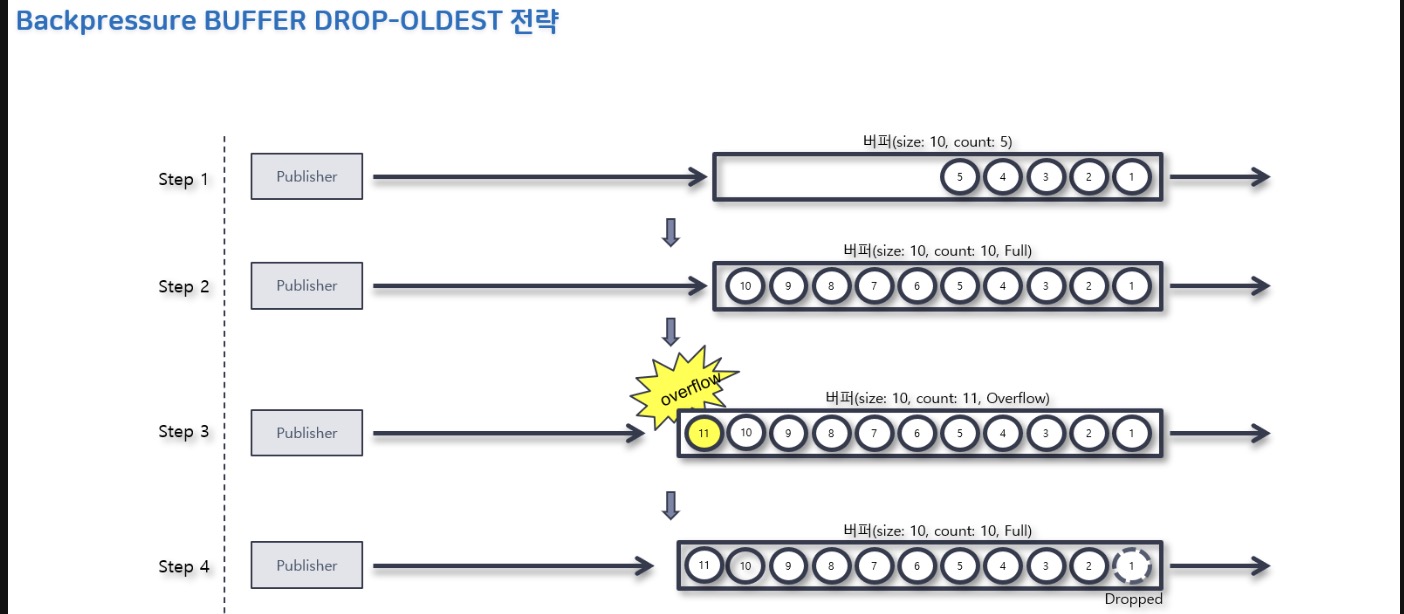 Backpressure BUFFER DROP-OLDEST 전략
버퍼(size: 10, count: 5)
Step 1 Publisher 5 4 3 2 1
버퍼(size: 10, count: 10, Full)
Step 2 Publisher 10 9 8 7 6 5 4 3 2 1
overflow
버퍼(size: 10, count: 11, Overflow)
Step 3 Publisher 11 10 9 8 7 6 5 4 3 2 1
버퍼(size: 10, count: 10, Full)
Step 4 Publisher 11 10 9 8 7 6 5 4 3 2 1
Dropped